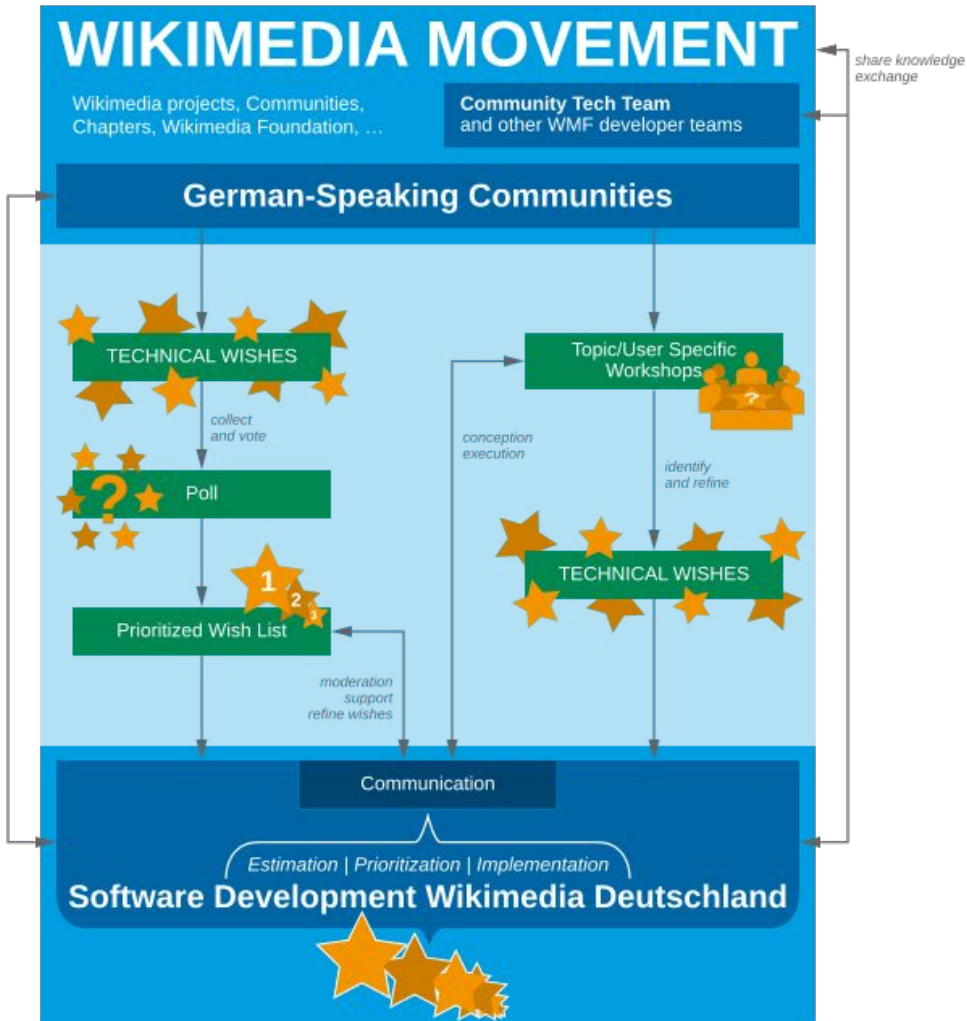 WIKIMEDIA MOVEMENT
share knowledge
exchange
Wikimedia projects, Communities,
Chapters, Wikimedia Foundation, ...
Community Tech Team
and other WMF developer teams
German-Speaking Communities
TECHNICAL WISHES
collect
and vote
?
Poll
1
2
3
Prioritized Wish List
moderation
support
refine wishes
Topic/User Specific
Workshops
?
conception
execution
identify
and refine
TECHNICAL WISHES
Communication
Estimation | Prioritization | Implementation
Software Development Wikimedia Deutschland